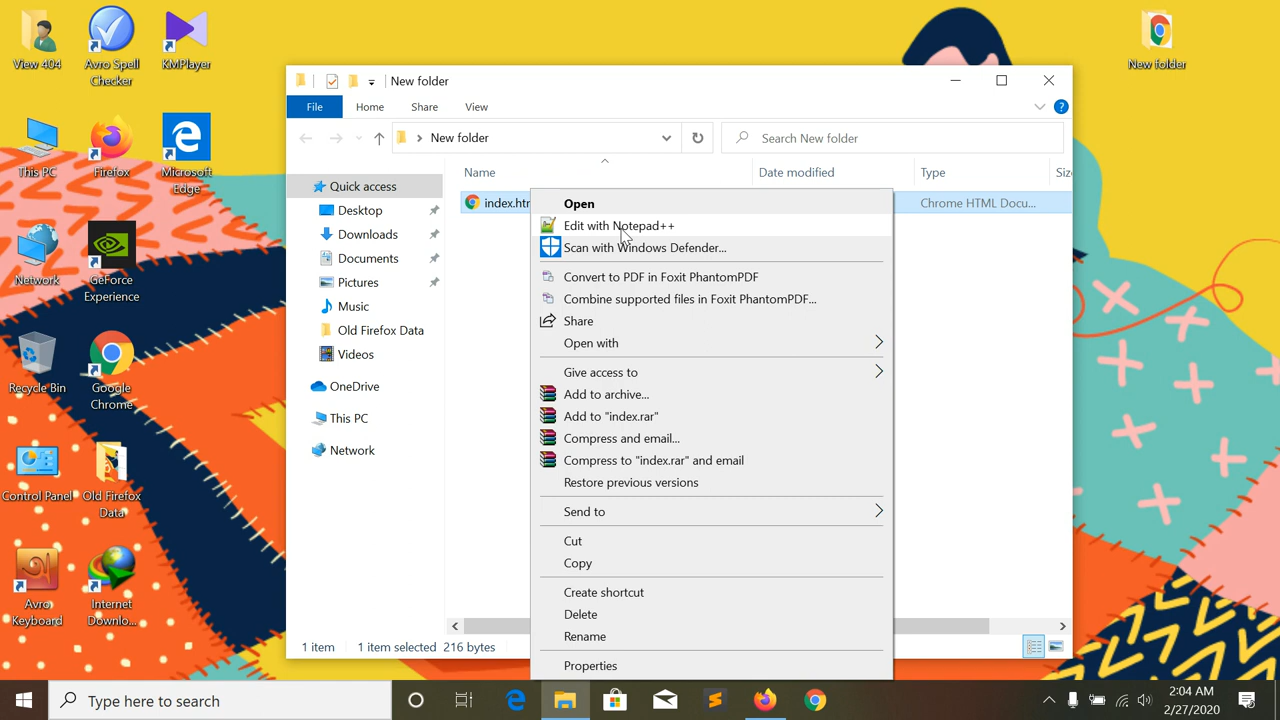 View 404
Avro Spell
Checker
KMPlayer
This PC
Firefox
Microsoft
Edge
Network
GeForce
Experience
Recycle Bin
Google
Chrome
Control Panel
Old Firefox
Data
Avro
Keyboard
Internet
Downlo...
New folder
New folder
File
Home
Share
View
New folder
Search New folder
Name
Date modified
Type
Quick access
Desktop
Downloads
Documents
Pictures
Music
Old Firefox Data
Videos
OneDrive
This PC
Network
Chrome HTML Docu...
Open
Edit with Notepad++
Scan with Windows Defender...
Convert to PDF in Foxit PhantomPDF
Combine supported files in Foxit PhantomPDF...
Share
Open with
Give access to
Add to archive...
Add to "index.rar"
Compress and email...
Compress to "index.rar" and email
Restore previous versions
Send to
Cut
Copy
Create shortcut
Delete
Rename
Properties
1 item
1 item selected 216 bytes
Type here to search
2:04 AM
2/27/2020